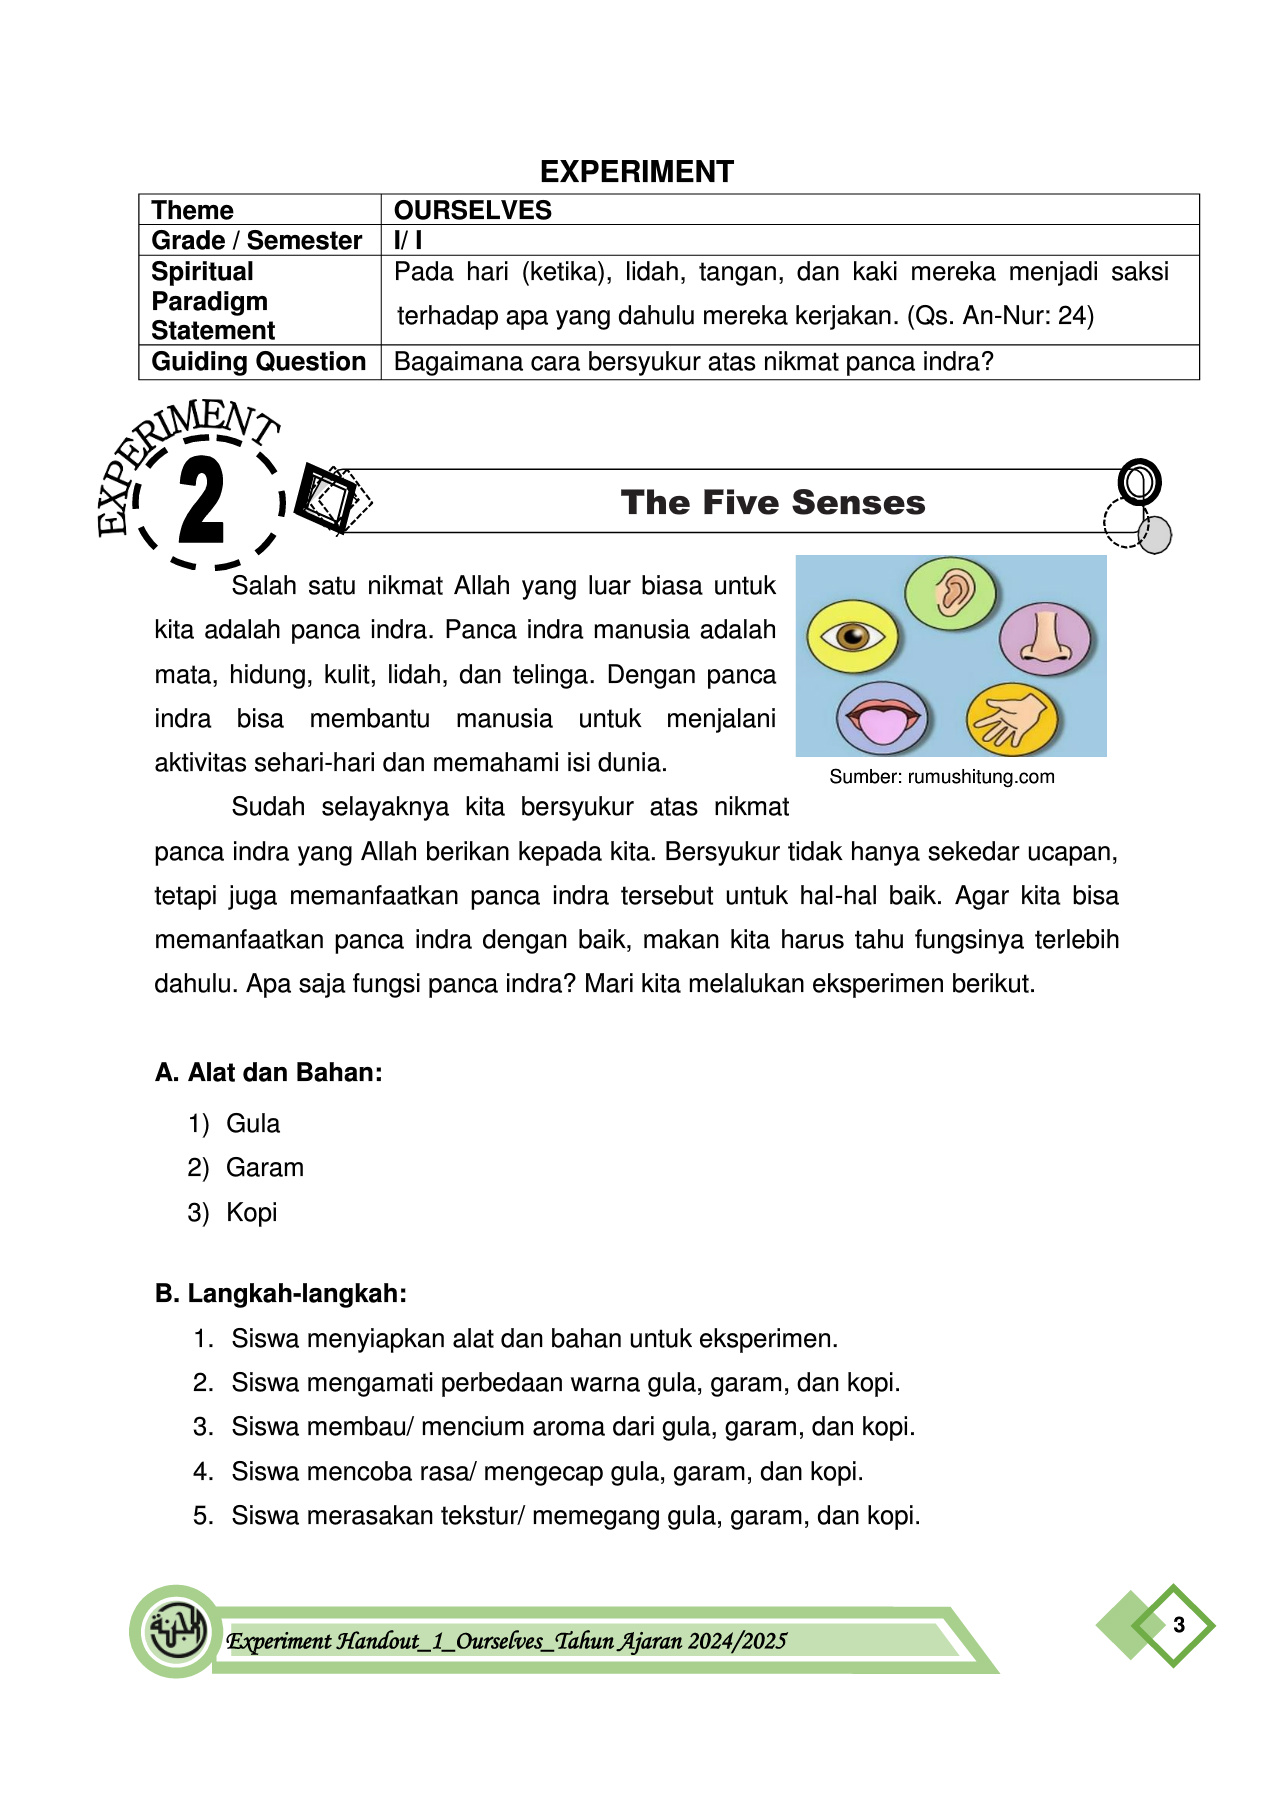 EXPERIMENT
Theme OURSELVES
Grade / Semester I/ I
Spiritual Paradigm Statement
Pada hari (ketika), lidah, tangan, dan kaki mereka menjadi saksi
terhadap apa yang dahulu mereka kerjakan. (Qs. An-Nur: 24)
Guiding Question Bagaimana cara bersyukur atas nikmat panca indra?
EXPERIMENT
2
The Five Senses
Salah satu nikmat Allah yang luar biasa untuk
kita adalah panca indra. Panca indra manusia adalah
mata, hidung, kulit, lidah, dan telinga. Dengan panca
indra bisa membantu manusia untuk menjalani
aktivitas sehari-hari dan memahami isi dunia.
Sumber: rumushitung.com
Sudah selayaknya kita bersyukur atas nikmat
panca indra yang Allah berikan kepada kita. Bersyukur tidak hanya sekedar ucapan,
tetapi juga memanfaatkan panca indra tersebut untuk hal-hal baik. Agar kita bisa
memanfaatkan panca indra dengan baik, makan kita harus tahu fungsinya terlebih
dahulu. Apa saja fungsi panca indra? Mari kita melalukan eksperimen berikut.
A. Alat dan Bahan:
1) Gula
2) Garam
3) Kopi
B. Langkah-langkah:
1. Siswa menyiapkan alat dan bahan untuk eksperimen.
2. Siswa mengamati perbedaan warna gula, garam, dan kopi.
3. Siswa membau/ mencium aroma dari gula, garam, dan kopi.
4. Siswa mencoba rasa/ mengecap gula, garam, dan kopi.
5. Siswa merasakan tekstur/ memegang gula, garam, dan kopi.
Experiment Handout_1_Ourselves_Tahun Ajaran 2024/2025
3